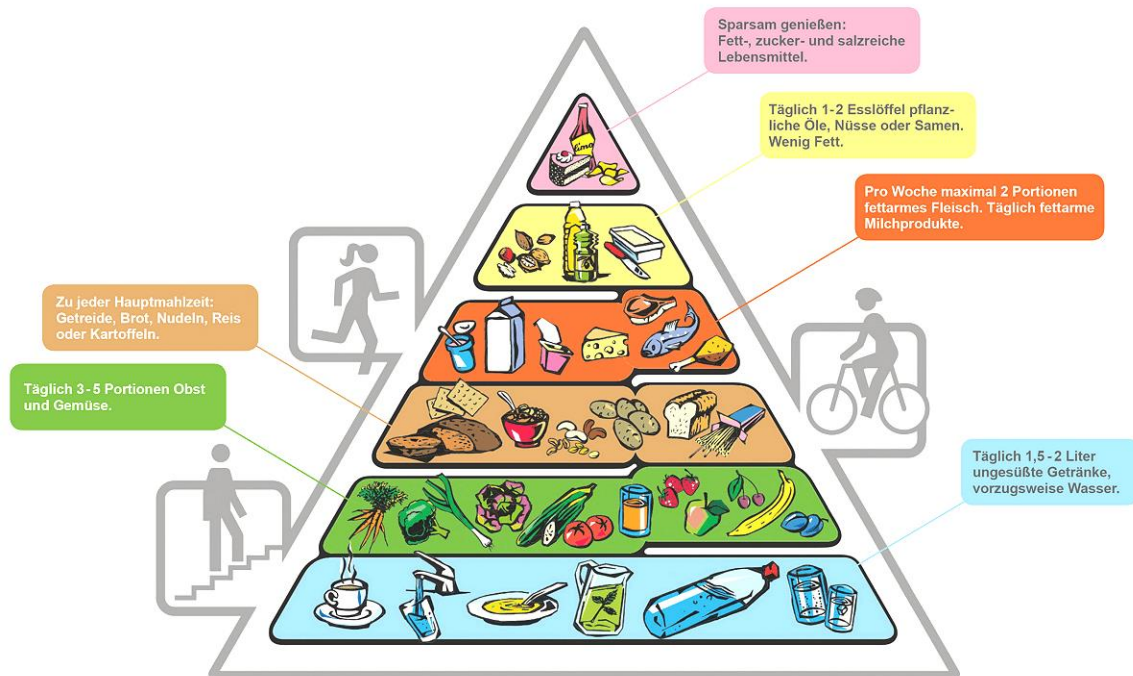 Sparsam genießen:
Fett-, zucker- und salzreiche
Lebensmittel.
Limo
Täglich 1-2 Esslöffel pflanz-
liche Öle, Nüsse oder Samen.
Wenig Fett.
Pro Woche maximal 2 Portionen
fettarmes Fleisch. Täglich fettarme
Milchprodukte.
Zu jeder Hauptmahlzeit:
Getreide, Brot, Nudeln, Reis
oder Kartoffeln.
Täglich 3-5 Portionen Obst
und Gemüse.
Täglich 1,5-2 Liter
ungesüßte Getränke,
vorzugsweise Wasser.